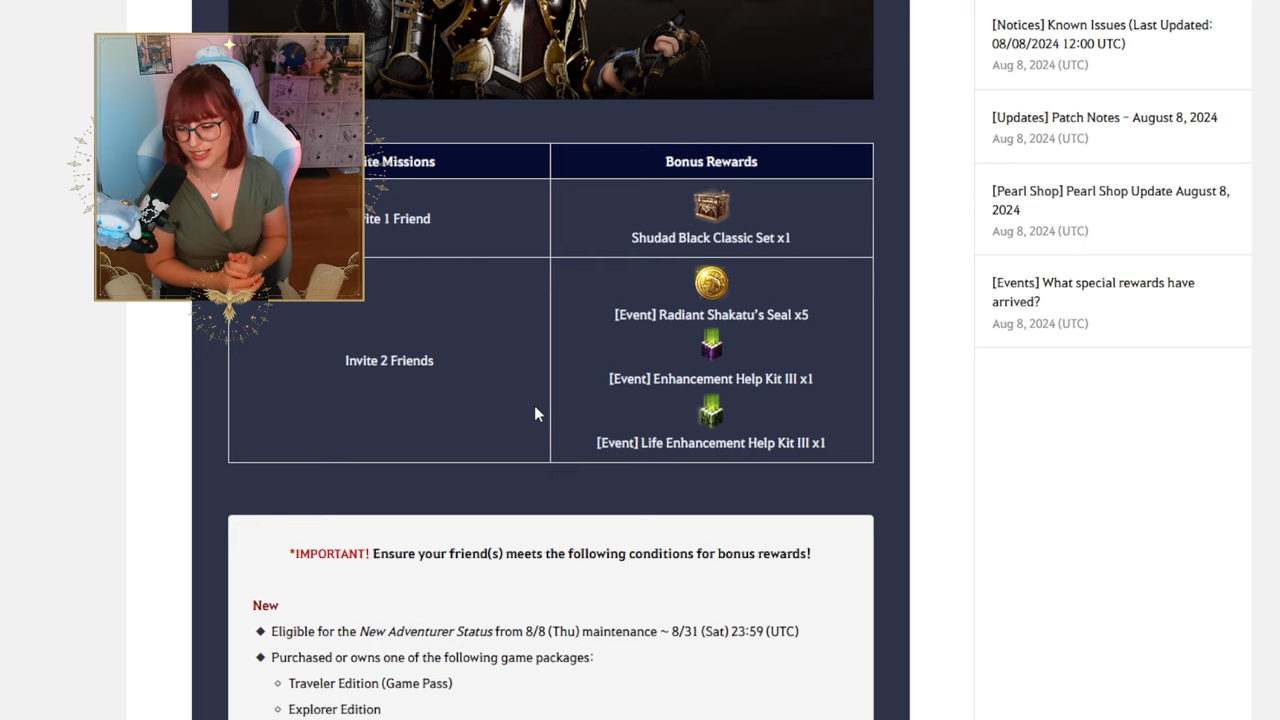 ite Missions
Bonus Rewards
ite 1 Friend
Shudad Black Classic Set x1
Invite 2 Friends
[Event] Radiant Shakatu's Seal x5
[Event] Enhancement Help Kit III x1
[Event] Life Enhancement Help Kit III x1
*IMPORTANT! Ensure your friend(s) meets the following conditions for bonus rewards!
New
◆ Eligible for the New Adventurer Status from 8/8 (Thu) maintenance ~ 8/31 (Sat) 23:59 (UTC)
◆ Purchased or owns one of the following game packages:
◇ Traveler Edition (Game Pass)
◇ Explorer Edition
[Notices] Known Issues (Last Updated:
08/08/2024 12:00 UTC)
Aug 8, 2024 (UTC)
[Updates] Patch Notes – August 8, 2024
Aug 8, 2024 (UTC)
[Pearl Shop] Pearl Shop Update August 8,
2024
Aug 8, 2024 (UTC)
[Events] What special rewards have
arrived?
Aug 8, 2024 (UTC)